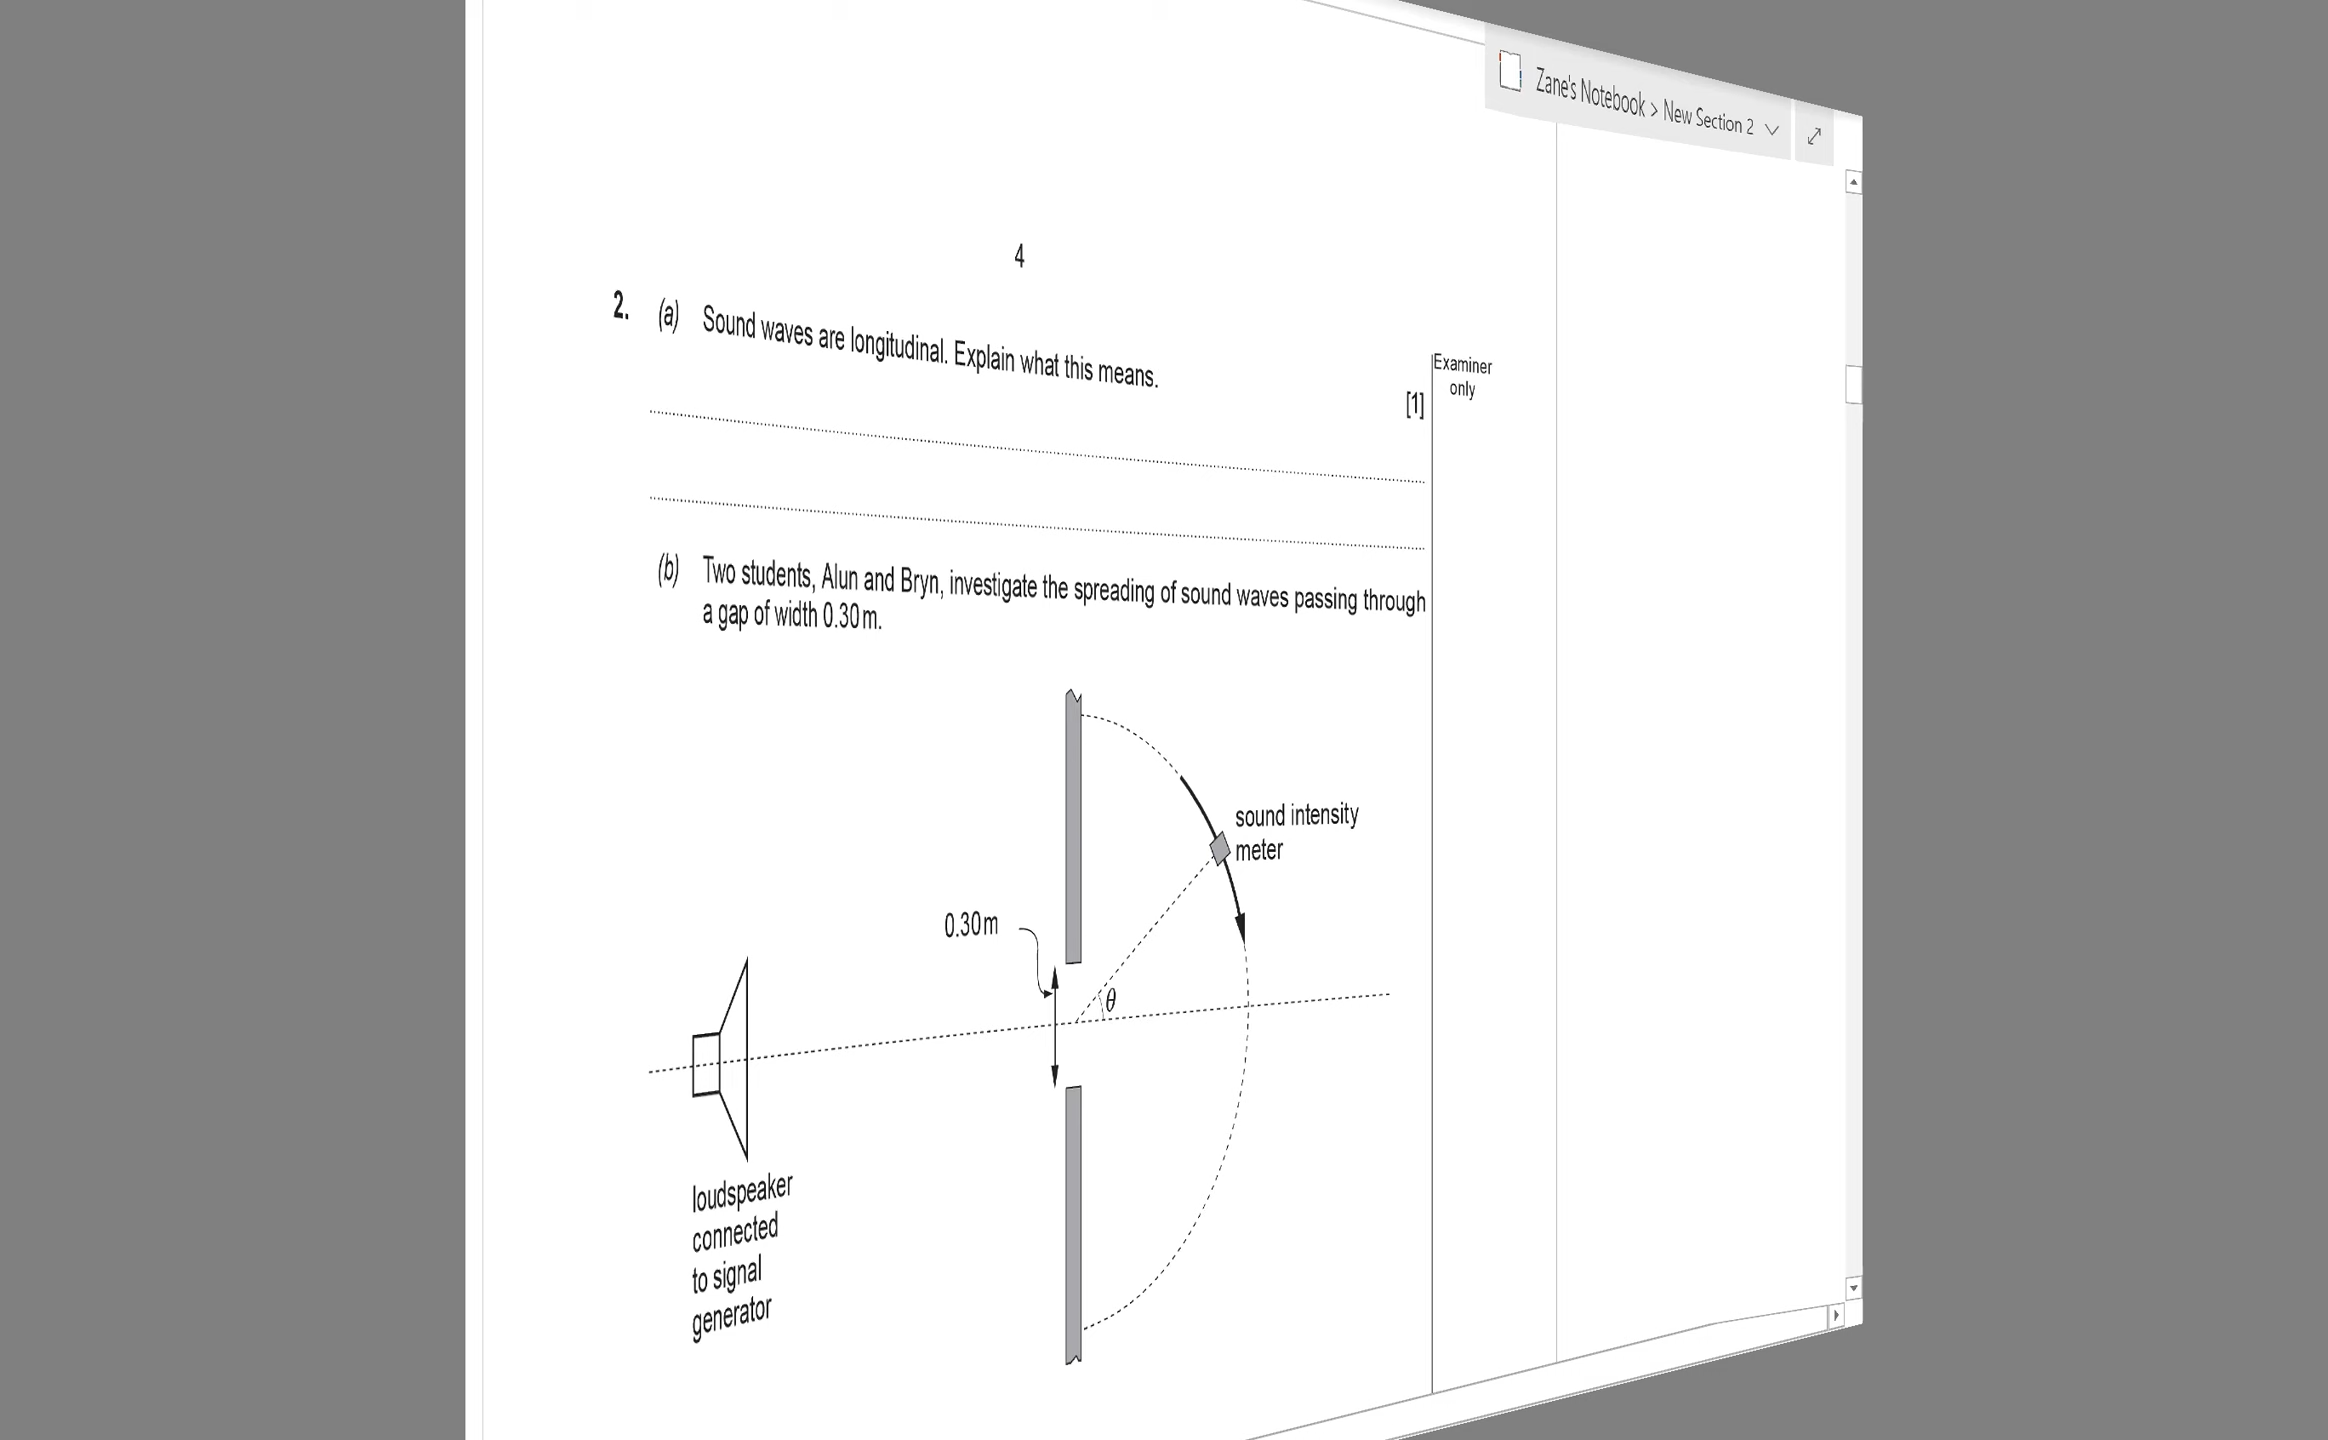 Zane's Notebook > New Section 2
4
2. (a) Sound waves are longitudinal. Explain what this means.
[1]
Examiner
only
(b) Two students, Alun and Bryn, investigate the spreading of sound waves passing through
a gap of width 0.30 m.
sound intensity
meter
0.30 m
θ
loudspeaker
connected
to signal
generator